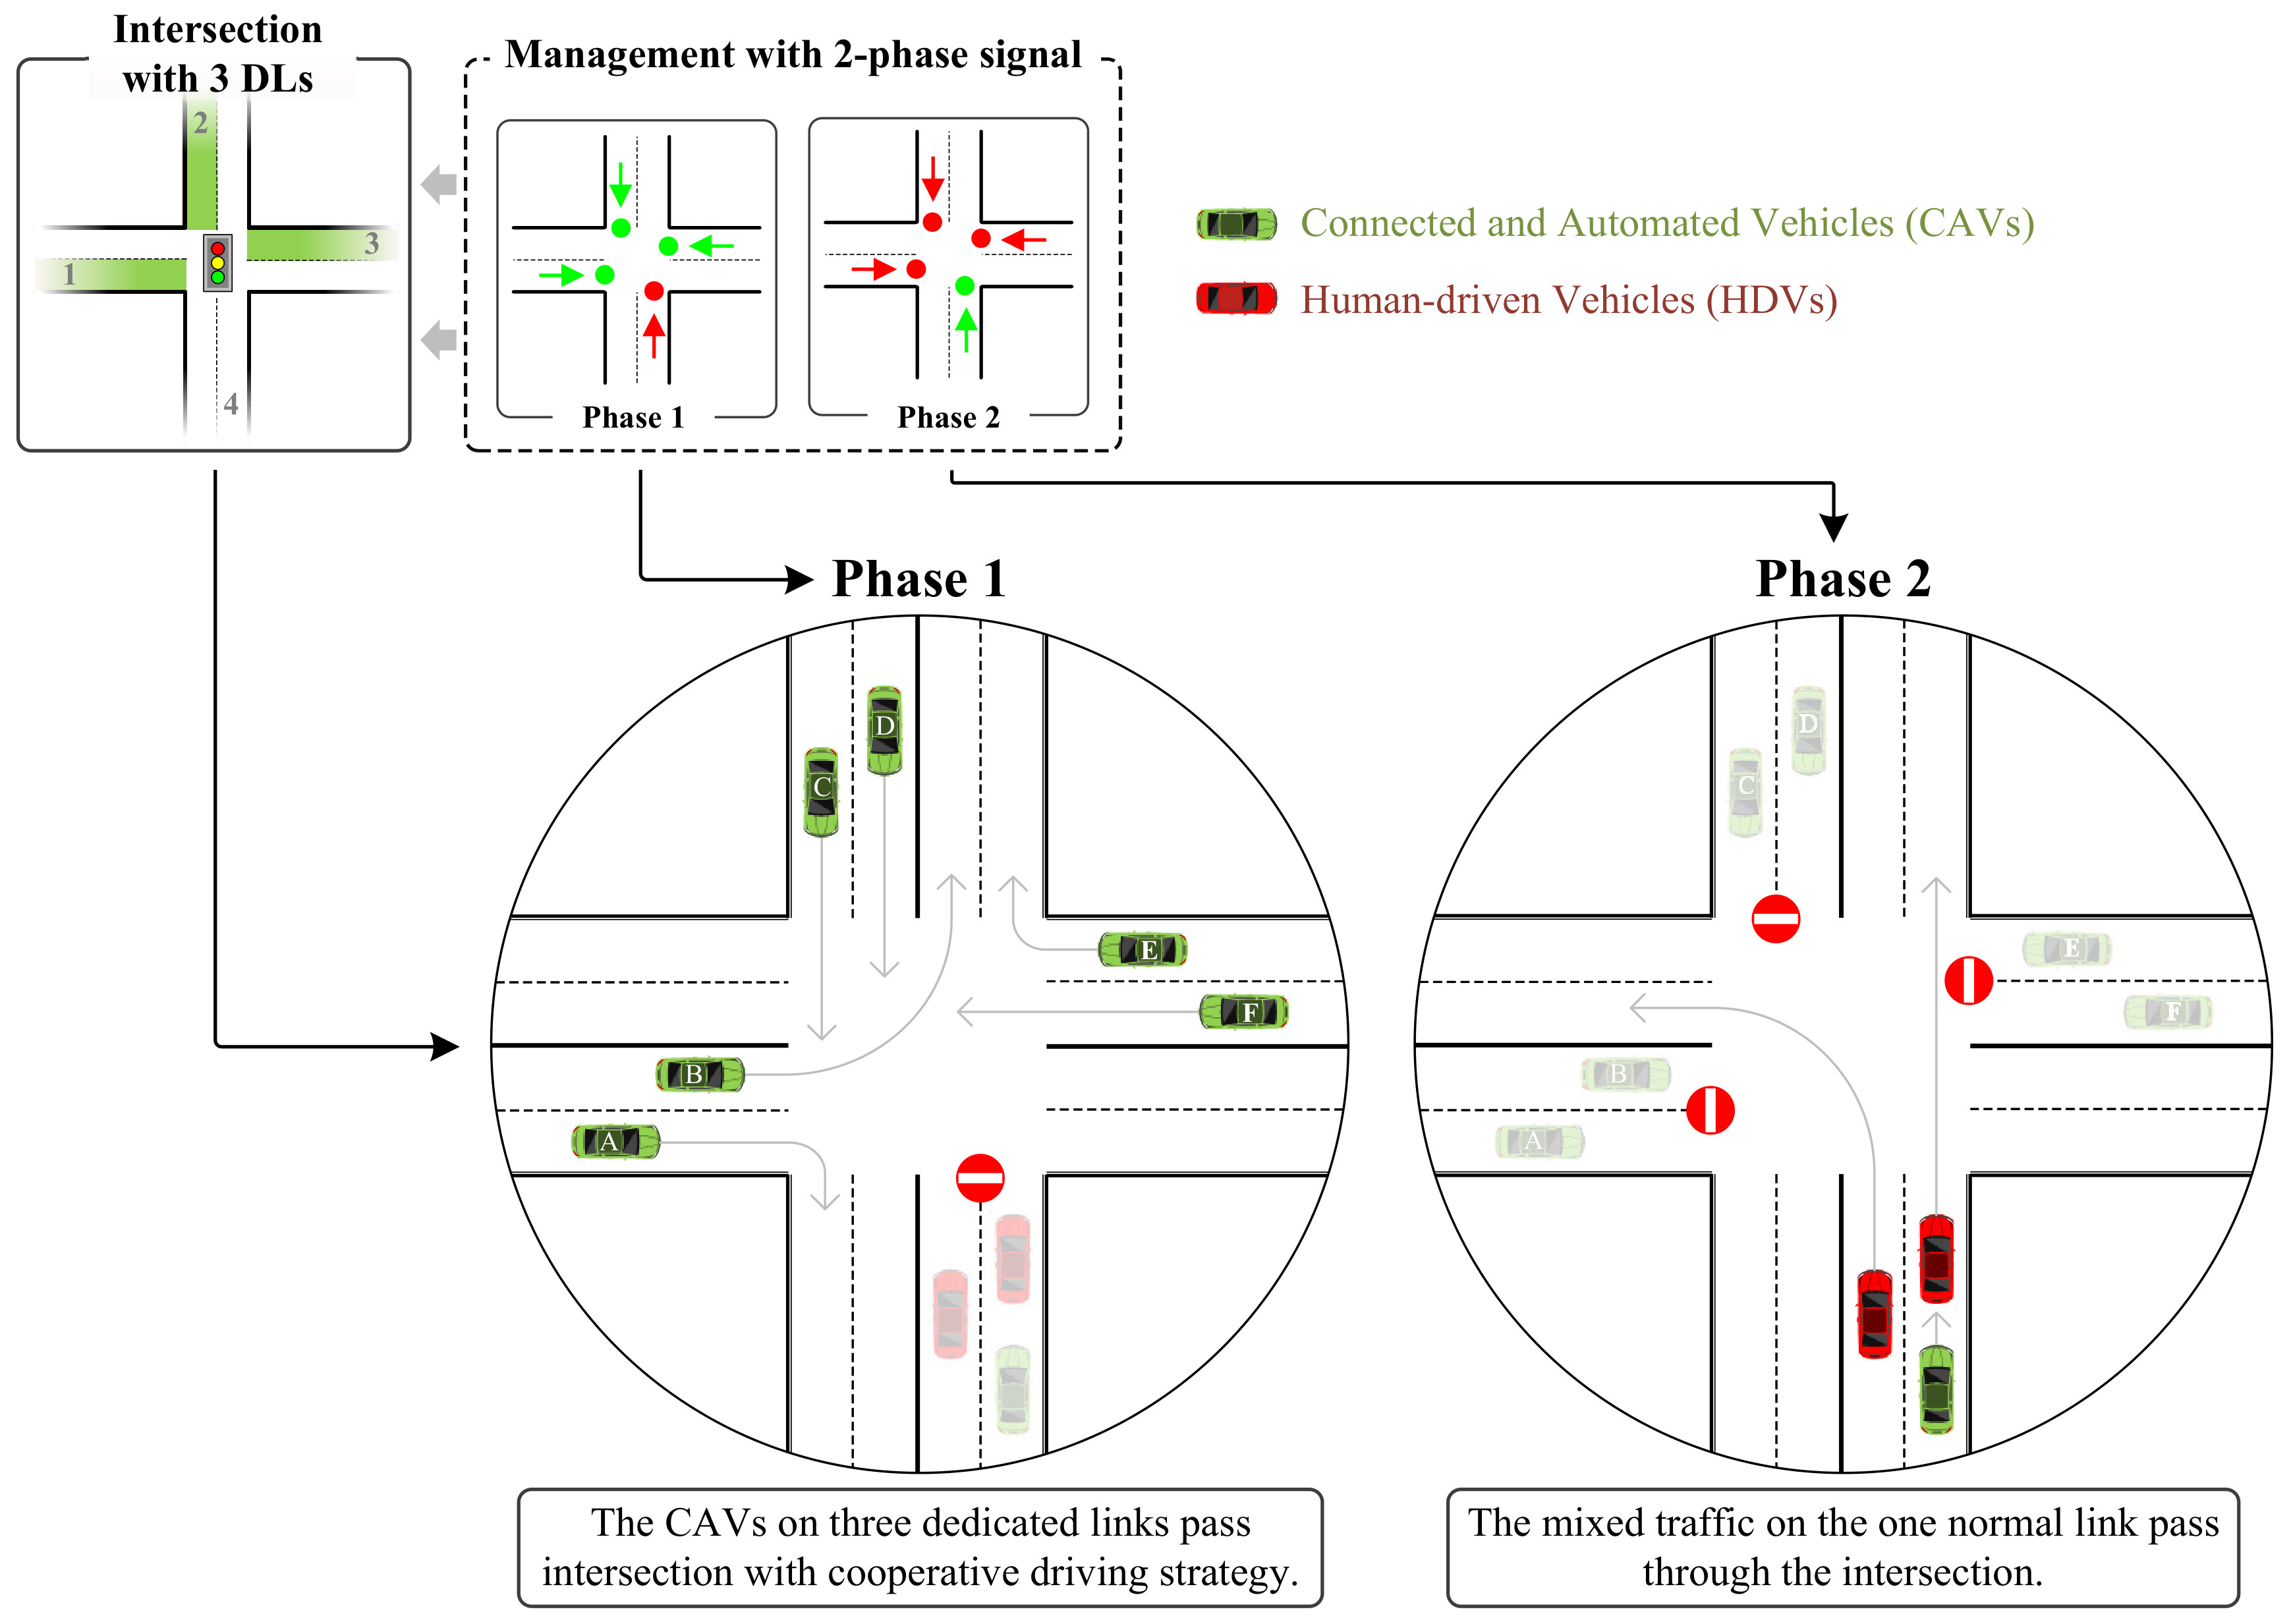 Intersection
with 3 DLs
2
3
1
4
Management with 2-phase signal
Phase 1
Phase 2
Connected and Automated Vehicles (CAVs)
Human-driven Vehicles (HDVs)
Phase 1
D
C
E
F
B
A
The CAVs on three dedicated links pass
intersection with cooperative driving strategy.
Phase 2
D
C
E
F
B
A
The mixed traffic on the one normal link pass
through the intersection.